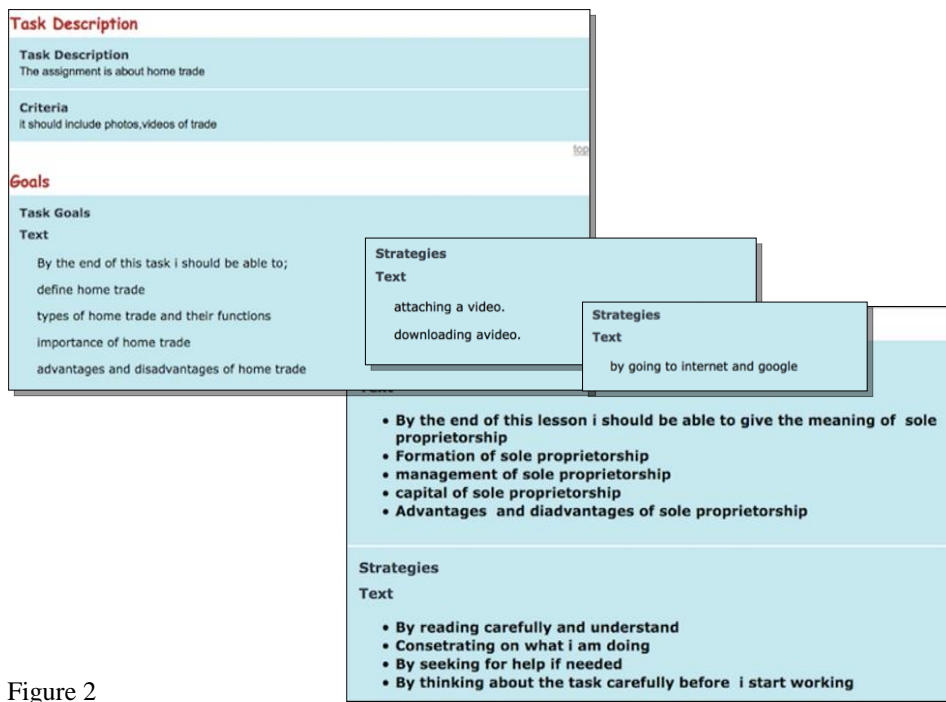 Task Description
Task Description
The assignment is about home trade
Criteria
it should include photos,videos of trade
top
Goals
Task Goals
Text
By the end of this task i should be able to;
define home trade
types of home trade and their functions
importance of home trade
advantages and disadvantages of home trade
Strategies
Text
attaching a video.
downloading avideo.
Strategies
Text
by going to internet and google
• By the end of this lesson i should be able to give the meaning of sole
proprietorship
• Formation of sole proprietorship
• management of sole proprietorship
• capital of sole proprietorship
• Advantages and diadvantages of sole proprietorship
Strategies
Text
• By reading carefully and understand
• Consetrating on what i am doing
• By seeking for help if needed
• By thinking about the task carefully before i start working
Figure 2